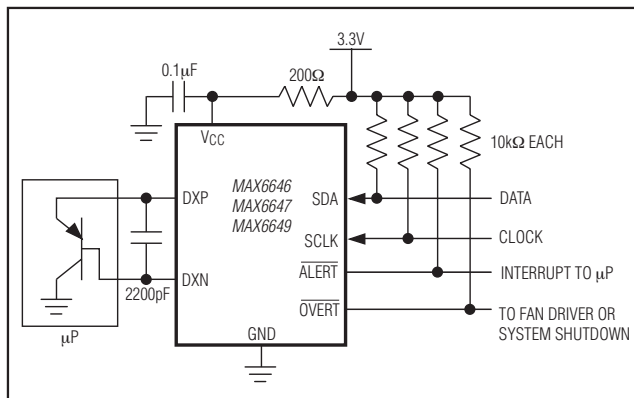 3.3V
0.1µF
200Ω
VCC
10kΩ EACH
DXP
MAX6646
MAX6647
MAX6649
SDA
DATA
SCLK
CLOCK
DXN
ALERT
INTERRUPT TO µP
2200pF
OVERT
TO FAN DRIVER OR
SYSTEM SHUTDOWN
GND
µP